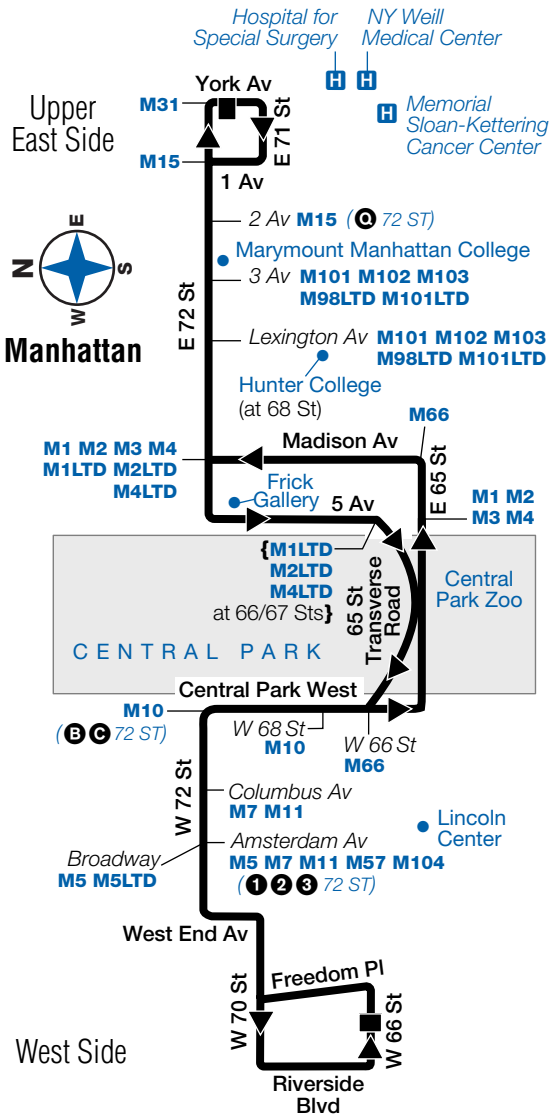 Hospital for
Special Surgery
NY Weill
Medical Center
H
H
H
Memorial
Sloan-Kettering
Cancer Center
Upper
East Side
M31
York Av
E 71 St
M15
1 Av
2 Av M15 (Q 72 ST)
Marymount Manhattan College
3 Av M101 M102 M103
M98LTD M101LTD
N
E
S
W
Manhattan
E 72 St
Lexington Av M101 M102 M103
M98LTD M101LTD
Hunter College
(at 68 St)
M66
M1 M2 M3 M4
M1LTD M2LTD
M4LTD
Madison Av
E 65 St
Frick
Gallery
5 Av
M1 M2
M3 M4
{M1LTD
M2LTD
M4LTD
at 66/67 Sts}
65 St
Transverse
Road
Central
Park Zoo
CENTRAL PARK
Central Park West
M10
(B C 72 ST)
W 68 St
M10
W 66 St
M66
W 72 St
Columbus Av
M7 M11
Lincoln
Center
Broadway
M5 M5LTD
Amsterdam Av
M5 M7 M11 M57 M104
(1 2 3 72 ST)
West End Av
W 70 St
Freedom Pl
W 66 St
West Side
Riverside
Blvd